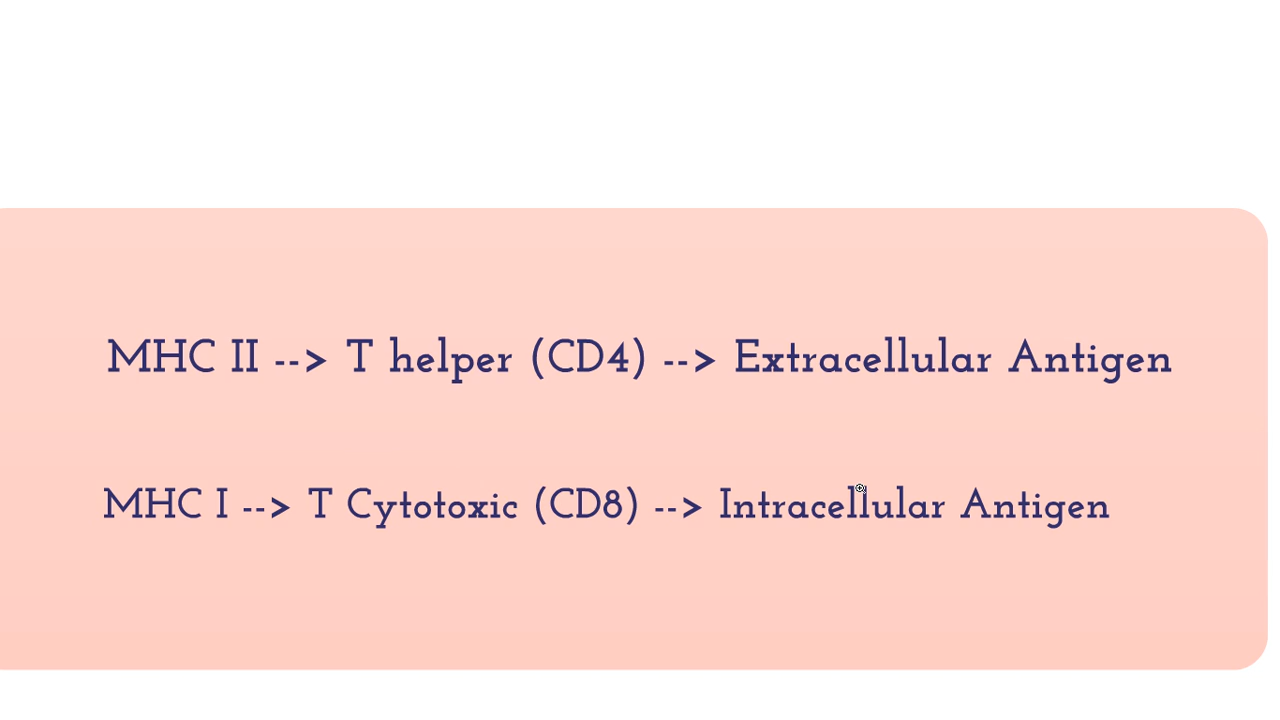 MHC II --> T helper (CD4) --> Extracellular Antigen
MHC I --> T Cytotoxic (CD8) --> Intracellular Antigen